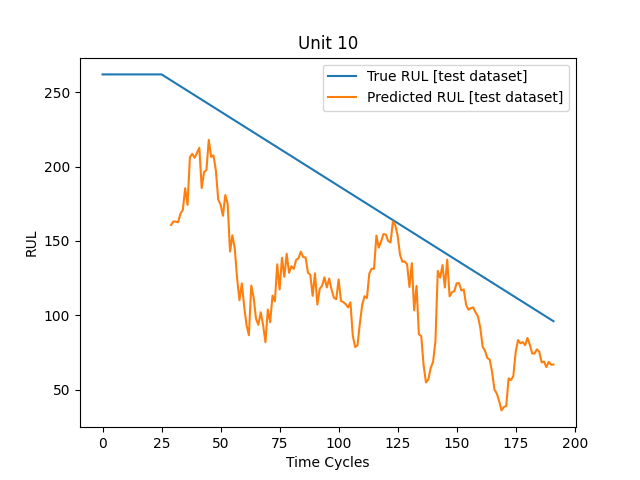 Unit 10
True RUL [test dataset]
Predicted RUL [test dataset]
250
200
150
100
50
RUL
0 25 50 75 100 125 150 175 200
Time Cycles